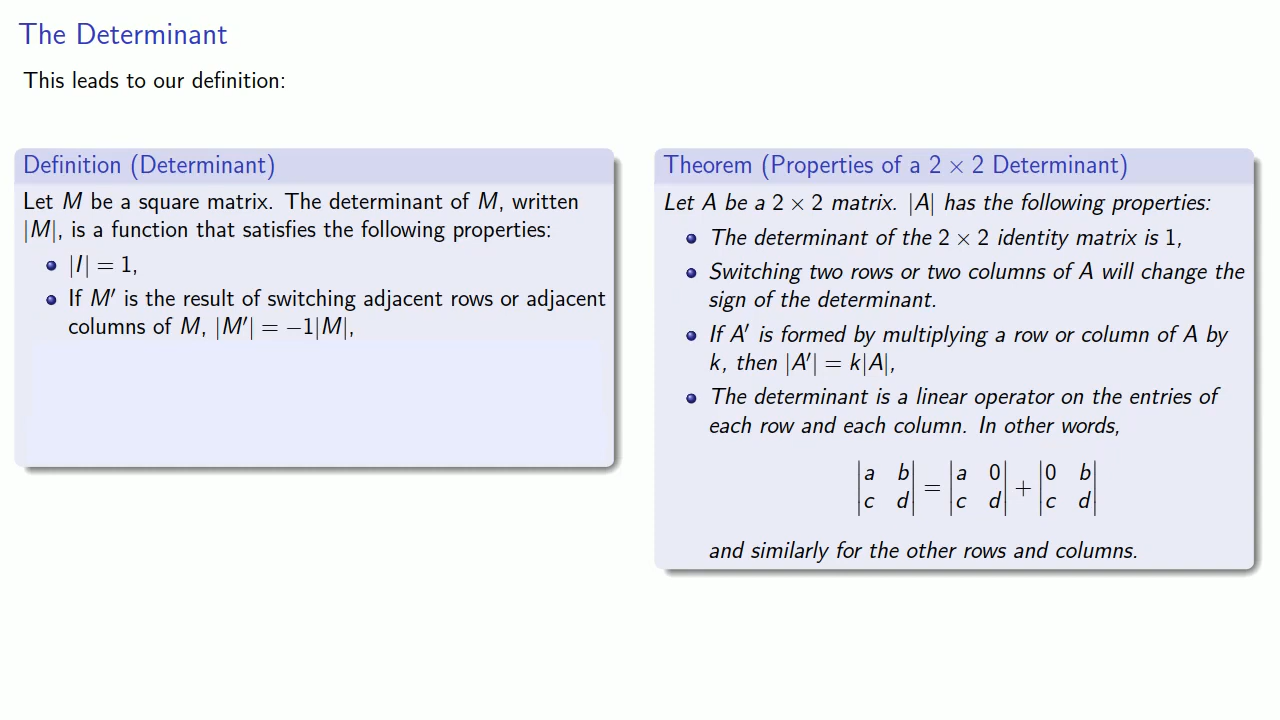 The Determinant
This leads to our definition:
Definition (Determinant)
Let M be a square matrix. The determinant of M, written
|M|, is a function that satisfies the following properties:
|I| = 1,
If M′ is the result of switching adjacent rows or adjacent
columns of M, |M′| = −1|M|,
Theorem (Properties of a 2 × 2 Determinant)
Let A be a 2 × 2 matrix. |A| has the following properties:
The determinant of the 2 × 2 identity matrix is 1,
Switching two rows or two columns of A will change the
sign of the determinant.
If A′ is formed by multiplying a row or column of A by
k, then |A′| = k|A|,
The determinant is a linear operator on the entries of
each row and each column. In other words,
|a b| = |a 0| + |0 b|
|c d| |c d| |c d|
and similarly for the other rows and columns.